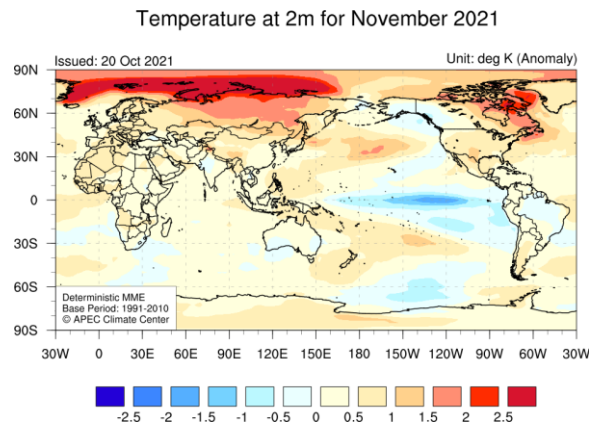 Temperature at 2m for November 2021
Issued: 20 Oct 2021
Unit: deg K (Anomaly)
90N
60N
30N
0
30S
60S
90S
Deterministic MME
Base Period: 1991-2010
© APEC Climate Center
30W 0 30E 60E 90E 120E 150E 180 150W 120W 90W 60W 30W
-2.5 -2 -1.5 -1 -0.5 0 0.5 1 1.5 2 2.5